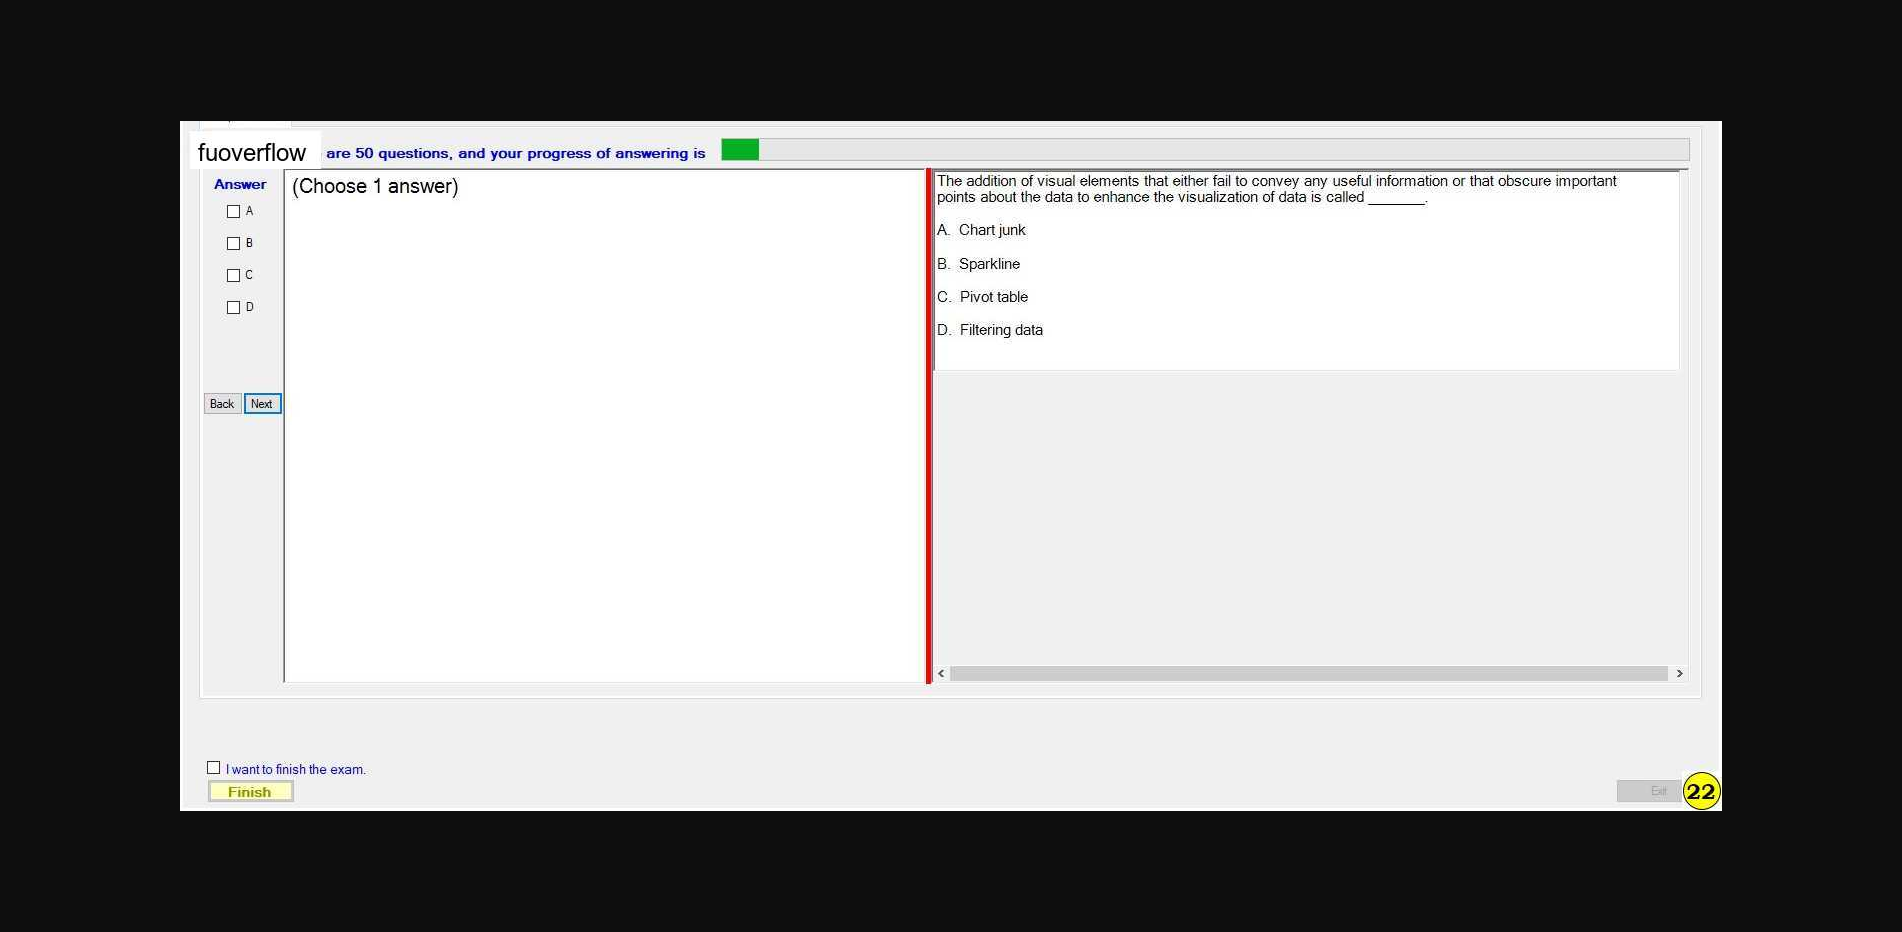 fuoverflow are 50 questions, and your progress of answering is
Answer
A
B
C
D
Back Next
(Choose 1 answer)
The addition of visual elements that either fail to convey any useful information or that obscure important
points about the data to enhance the visualization of data is called _______.
A. Chart junk
B. Sparkline
C. Pivot table
D. Filtering data
I want to finish the exam.
Finish
Exit
22